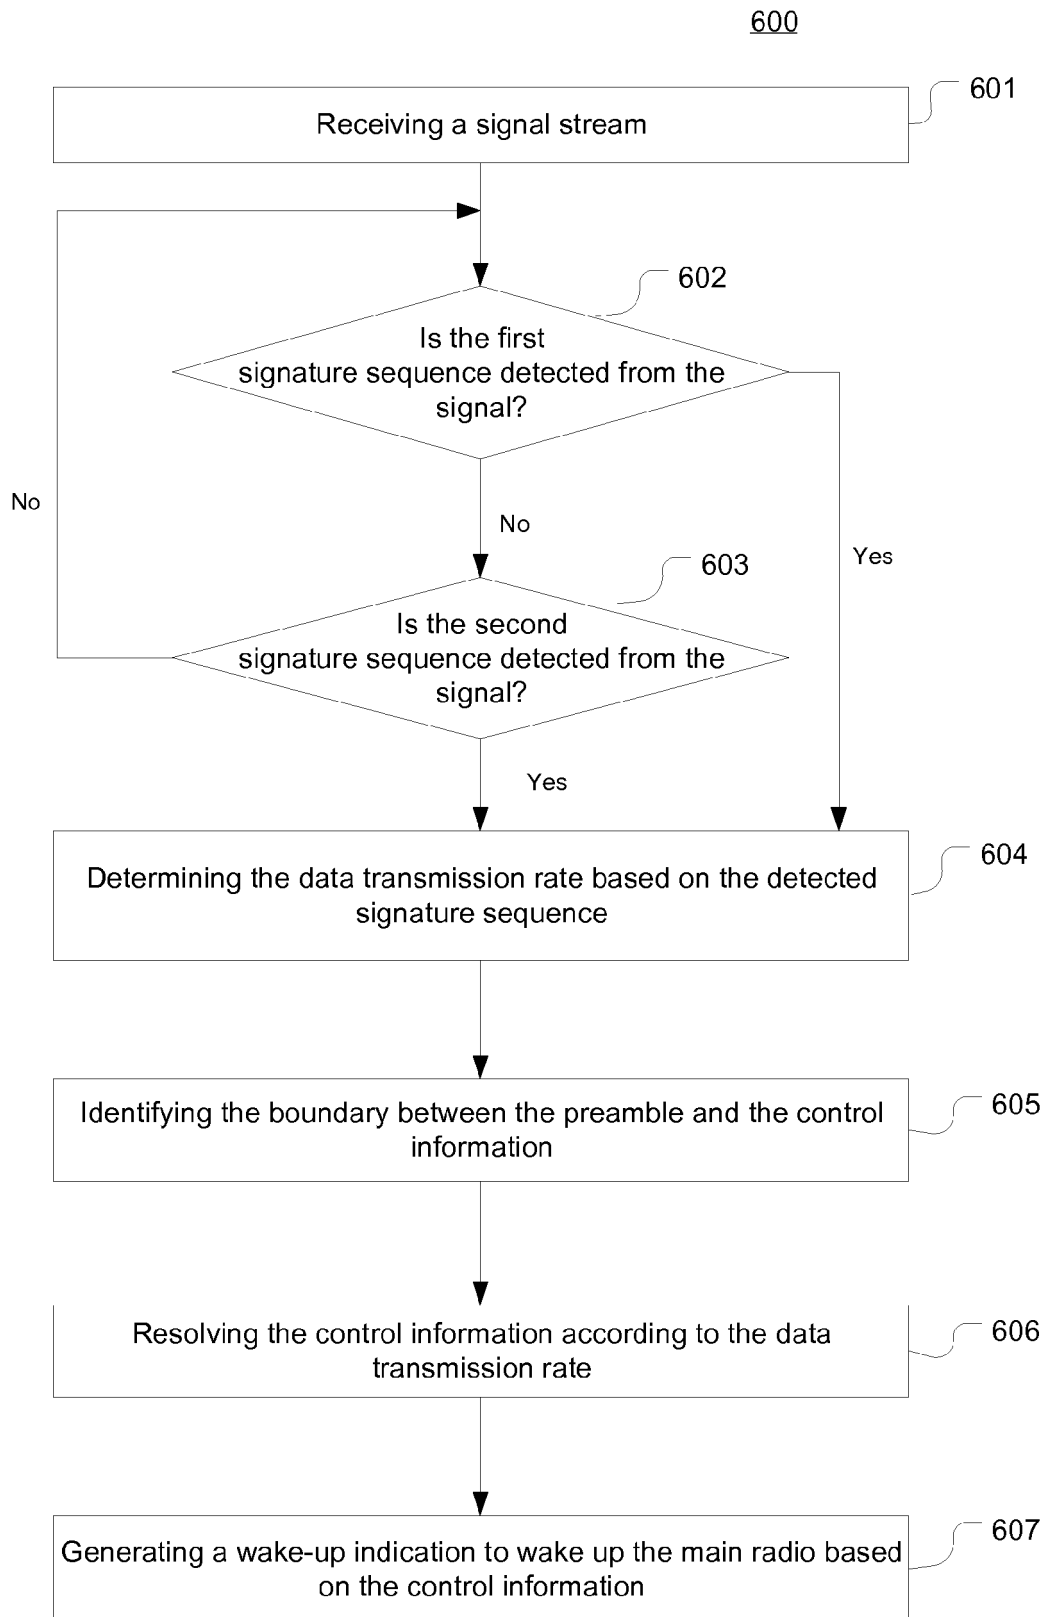 600
601
Receiving a signal stream
602
Is the first
signature sequence detected from the
signal?
No
No
Yes
603
Is the second
signature sequence detected from the
signal?
Yes
604
Determining the data transmission rate based on the detected
signature sequence
605
Identifying the boundary between the preamble and the control
information
606
Resolving the control information according to the data
transmission rate
607
Generating a wake-up indication to wake up the main radio based
on the control information